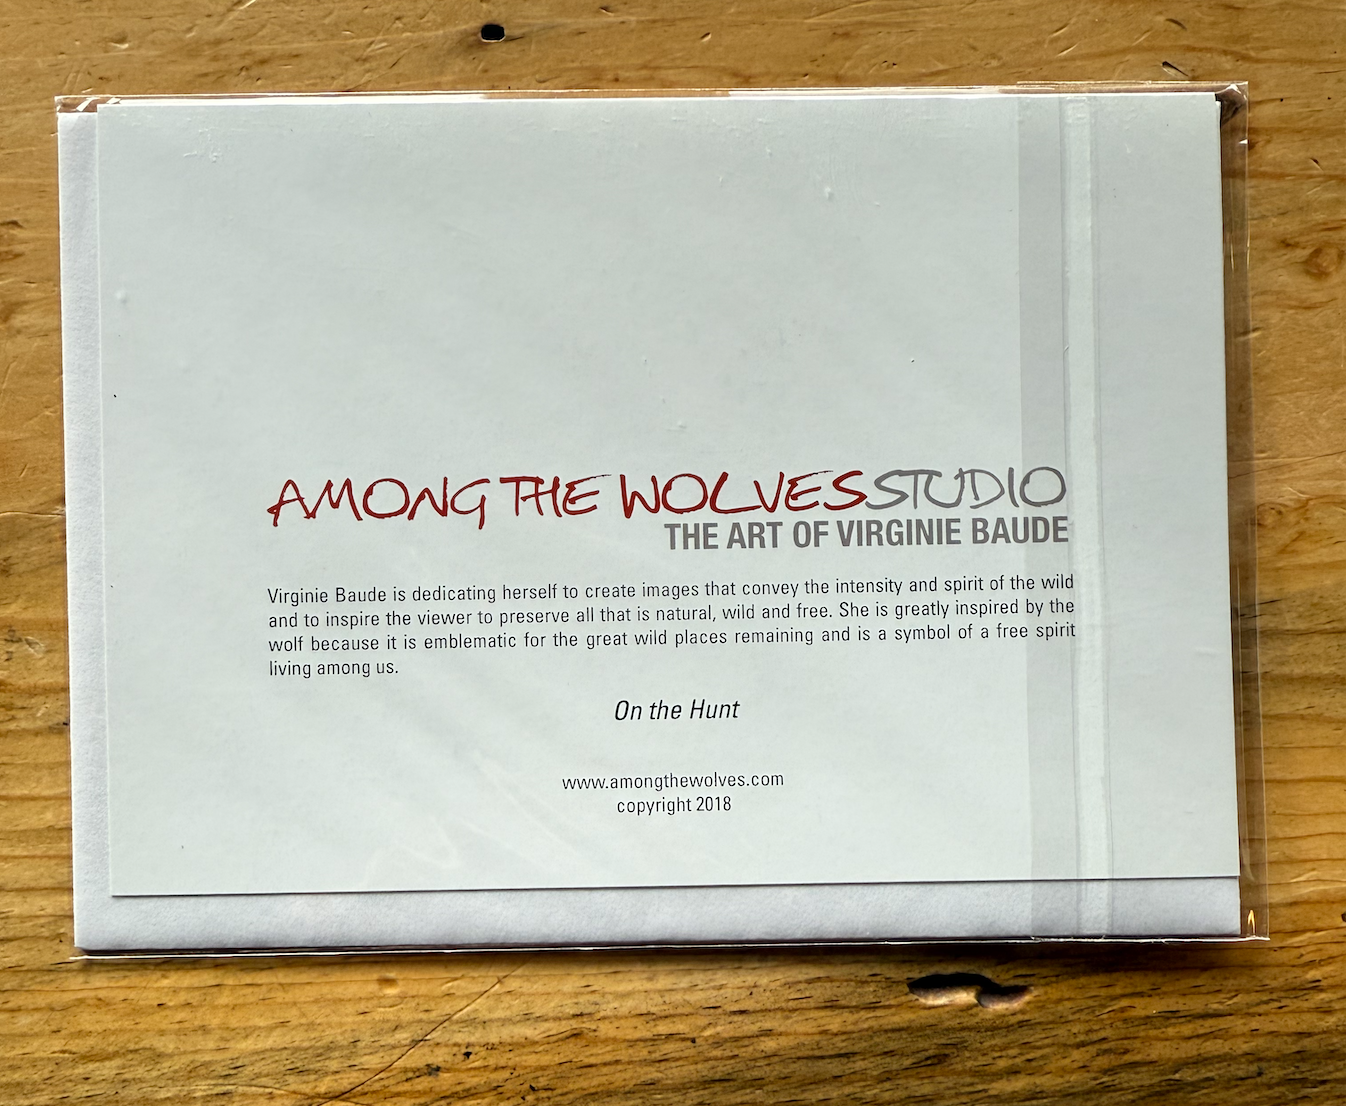 AMONG THE WOLVES STUDIO
THE ART OF VIRGINIE BAUDE
Virginie Baude is dedicating herself to create images that convey the intensity and spirit of the wild
and to inspire the viewer to preserve all that is natural, wild and free. She is greatly inspired by the
wolf because it is emblematic for the great wild places remaining and is a symbol of a free spirit
living among us.
On the Hunt
www.amongthewolves.com
copyright 2018